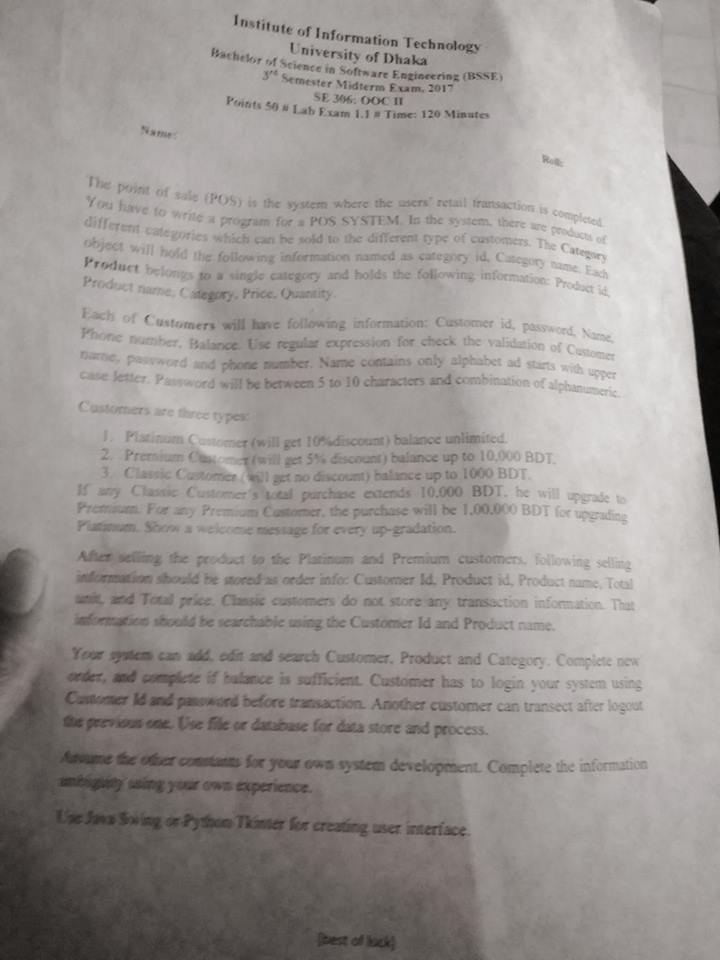 Institute of Information Technology
University of Dhaka
Bachelor of Science in Software Engineering (BSSE)
3rd Semester Midterm Exam, 2017
SE 306: OOC II
Points 50 # Lab Exam 1.1 # Time: 120 Minutes
Name:
Roll:
The point of sale (POS) is the system where the users' retail transaction is completed.
You have to write a program for a POS SYSTEM. In the system, there are products of
different categories which can be sold to the different type of customers. The Category
object will hold the following information named as category id, Category name. Each
Product belongs to a single category and holds the following information: Product id,
Product name, Category, Price, Quantity.
Each of Customers will have following information: Customer id, password, Name,
Phone number, Balance. Use regular expression for check the validation of Customer
name, password and phone number. Name contains only alphabet ad starts with upper
case letter. Password will be between 5 to 10 characters and combination of alphanumeric.
Customers are three types:
1. Platinum Customer (will get 10%discount) balance unlimited.
2. Premium Customer (will get 5% discount) balance up to 10,000 BDT.
3. Classic Customer (will get no discount) balance up to 1000 BDT.
If any Classic Customer's total purchase extends 10,000 BDT, he will upgrade to
Premium. For any Premium Customer, the purchase will be 1,00,000 BDT for upgrading
Platinum. Show a welcome message for every up-gradation.
After selling the product to the Platinum and Premium customers, following selling
information should be stored as order info: Customer Id, Product id, Product name, Total
unit, and Total price. Classic customers do not store any transaction information. That
information should be searchable using the Customer Id and Product name.
Your system can add, edit and search Customer, Product and Category. Complete new
order, and complete if balance is sufficient. Customer has to login your system using
Customer Id and password before transaction. Another customer can transect after logout
the previous one. Use file or database for data store and process.
Assume the other constants for your own system development. Complete the information
ambiguity using your own experience.
Use Java Swing or Python Tkinter for creating user interface.
[best of luck]